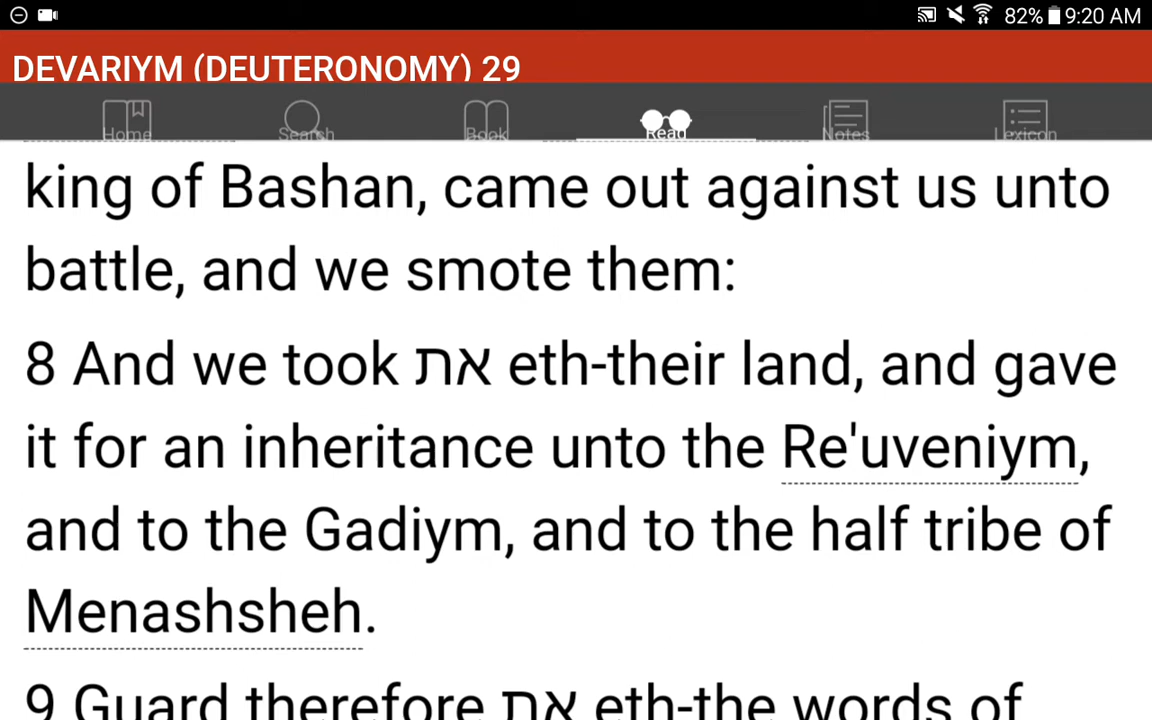 82% 9:20 AM
DEVARIYM (DEUTERONOMY) 29
Home Search Book Read Notes Lexicon
king of Bashan, came out against us unto
battle, and we smote them:
8 And we took את eth-their land, and gave
it for an inheritance unto the Re'uveniym,
and to the Gadiym, and to the half tribe of
Menashsheh.
9 Guard therefore את eth-the words of